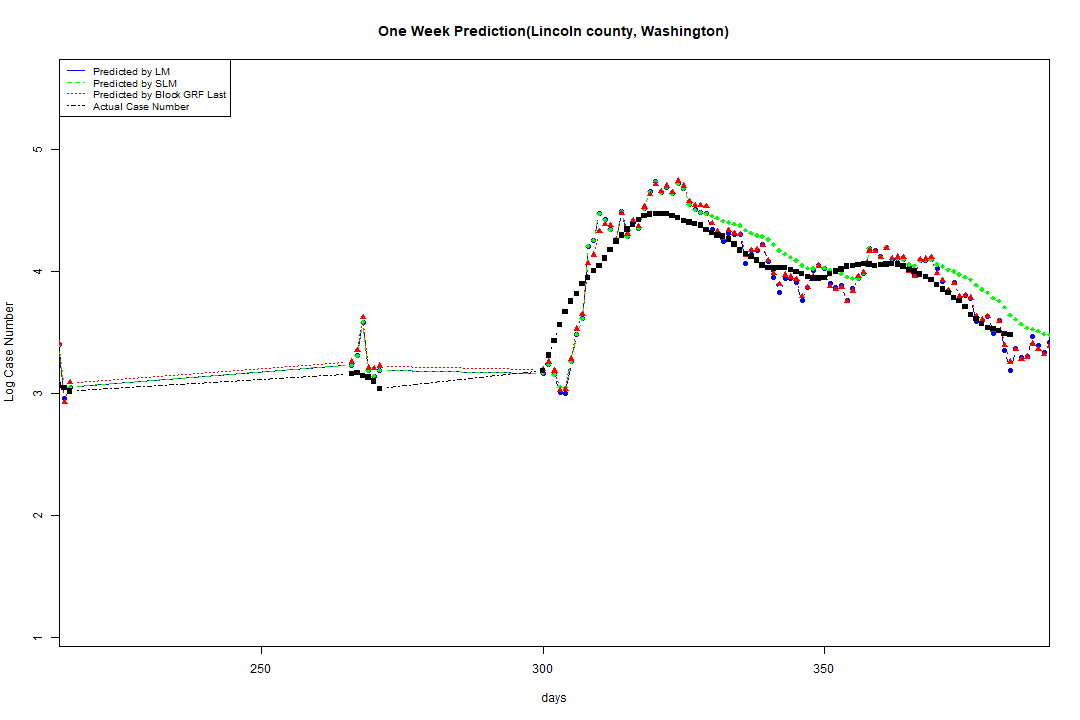 One Week Prediction(Lincoln county, Washington)
Predicted by LM
Predicted by SLM
Predicted by Block GRF Last
Actual Case Number
Log Case Number
5
4
3
2
1
250
300
350
days